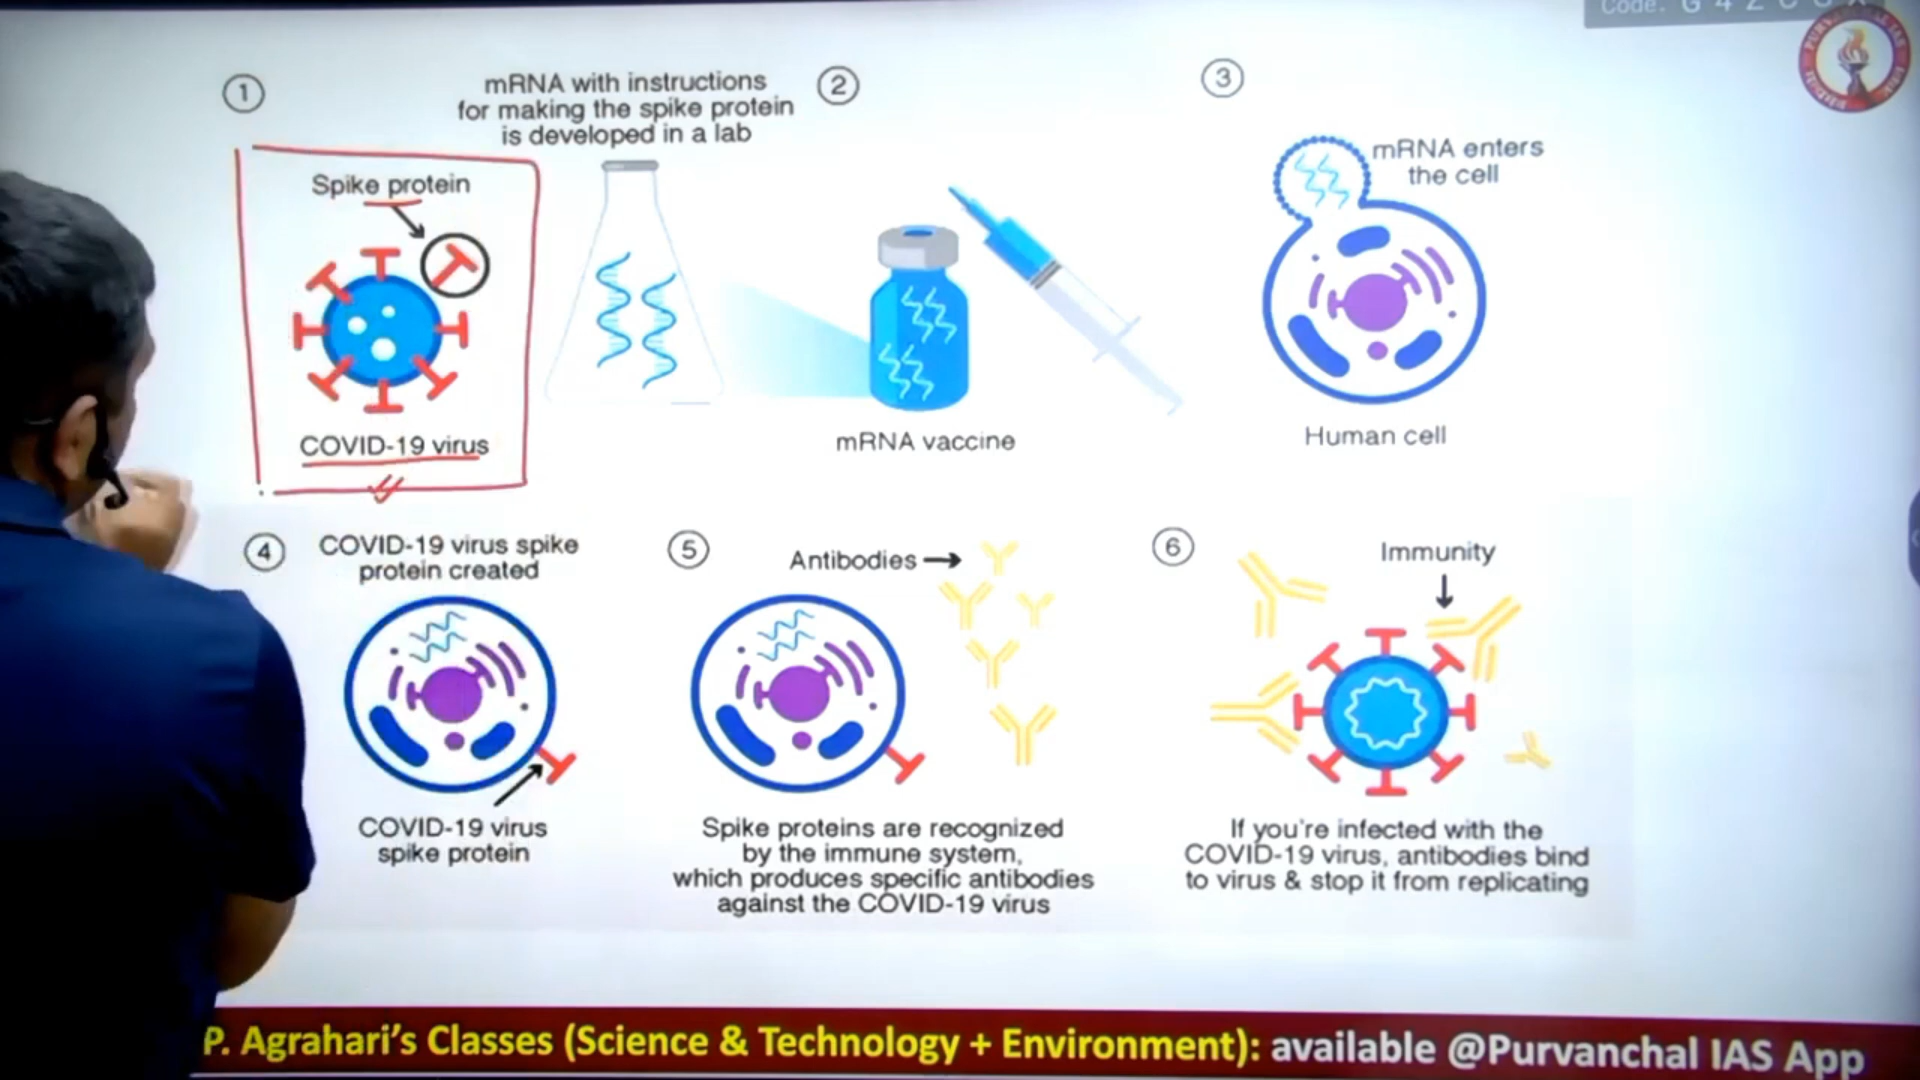 Code:
1
mRNA with instructions
for making the spike protein
is developed in a lab
2
3
Spike protein
mRNA enters
the cell
COVID-19 virus
mRNA vaccine
Human cell
4
COVID-19 virus spike
protein created
5
Antibodies
6
Immunity
COVID-19 virus
spike protein
Spike proteins are recognized
by the immune system,
which produces specific antibodies
against the COVID-19 virus
If you're infected with the
COVID-19 virus, antibodies bind
to virus & stop it from replicating
P. Agrahari's Classes (Science & Technology + Environment): available @Purvanchal IAS App